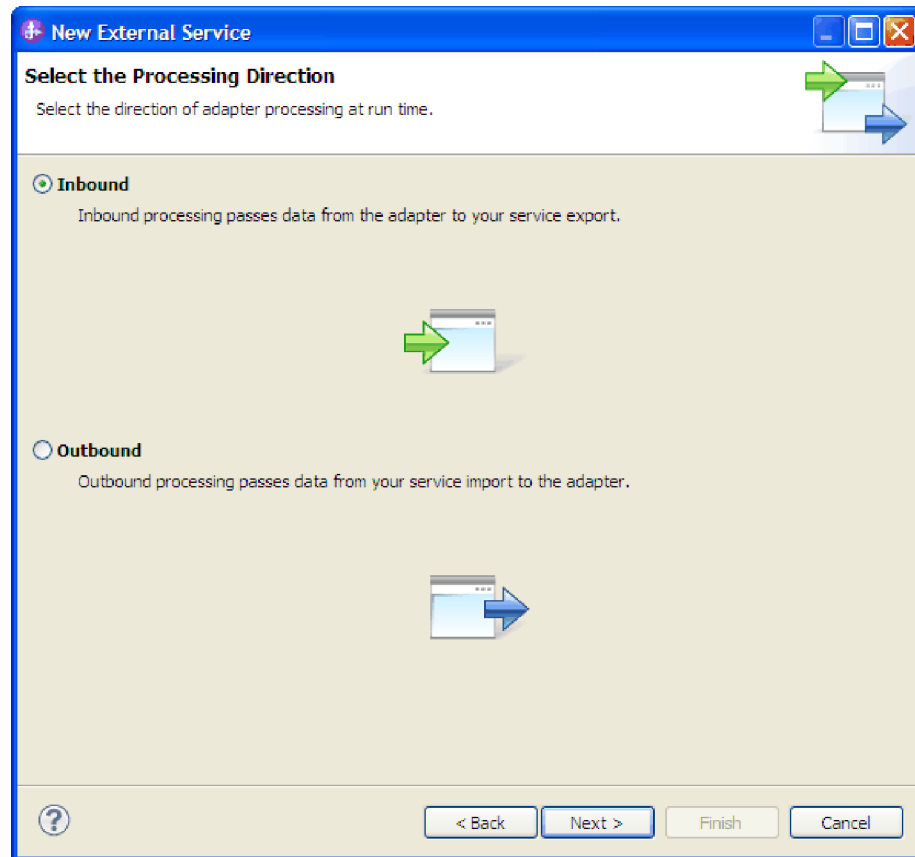 New External Service
Select the Processing Direction
Select the direction of adapter processing at run time.
Inbound
Inbound processing passes data from the adapter to your service export.
Outbound
Outbound processing passes data from your service import to the adapter.
?
< Back
Next >
Finish
Cancel